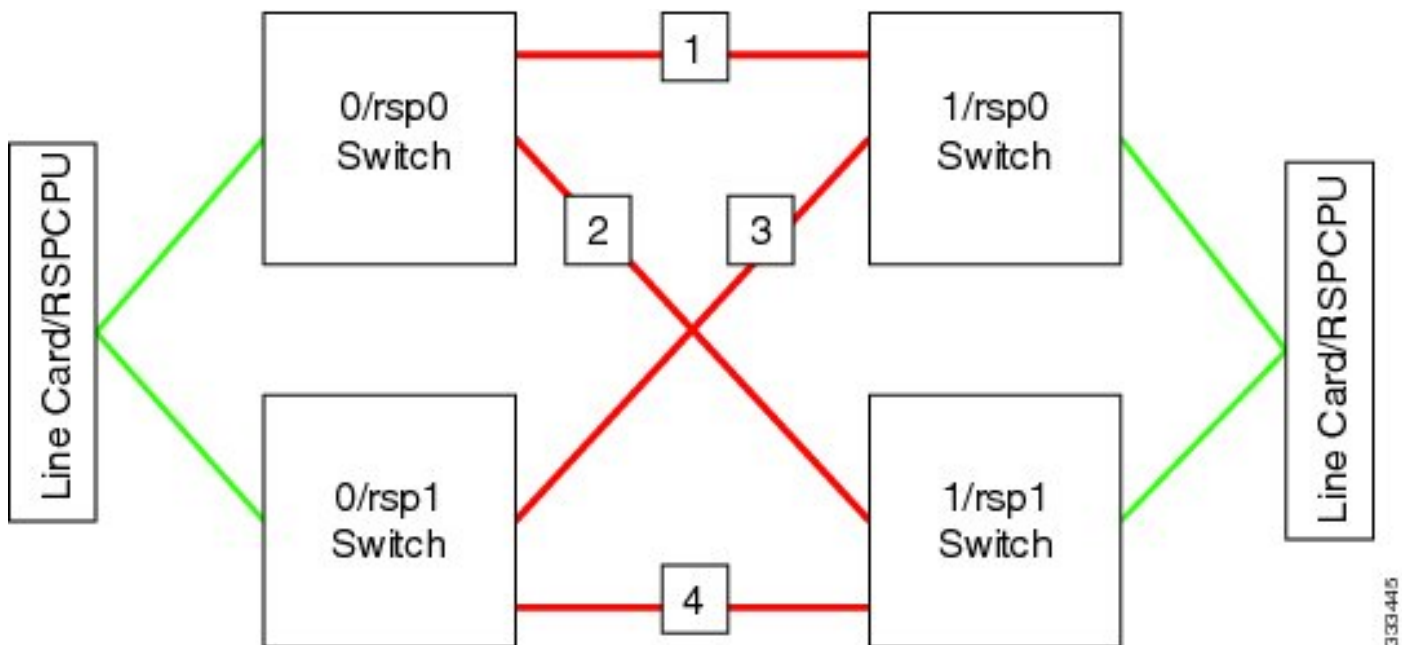 1
0/rsp0
Switch
1/rsp0
Switch
Line Card/RSPCPU
2
3
Line Card/RSPCPU
0/rsp1
Switch
1/rsp1
Switch
4
333445